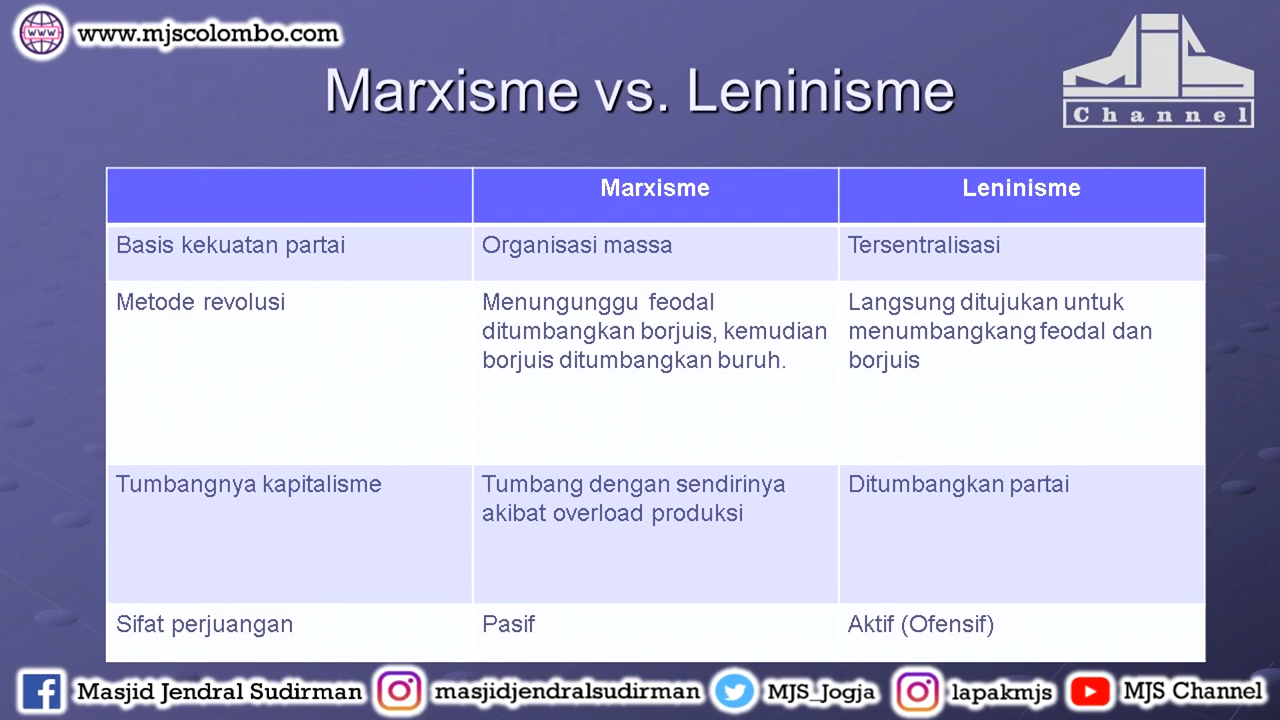 www.mjscolombo.com
MJS
Channel
Marxisme vs. Leninisme
Marxisme
Leninisme
Basis kekuatan partai
Organisasi massa
Tersentralisasi
Metode revolusi
Menungunggu feodal
ditumbangkan borjuis, kemudian
borjuis ditumbangkan buruh.
Langsung ditujukan untuk
menumbangkang feodal dan
borjuis
Tumbangnya kapitalisme
Tumbang dengan sendirinya
akibat overload produksi
Ditumbangkan partai
Sifat perjuangan
Pasif
Aktif (Ofensif)
Masjid Jendral Sudirman
masjidjendralsudirman
MJS_Jogja
lapakmjs
MJS Channel